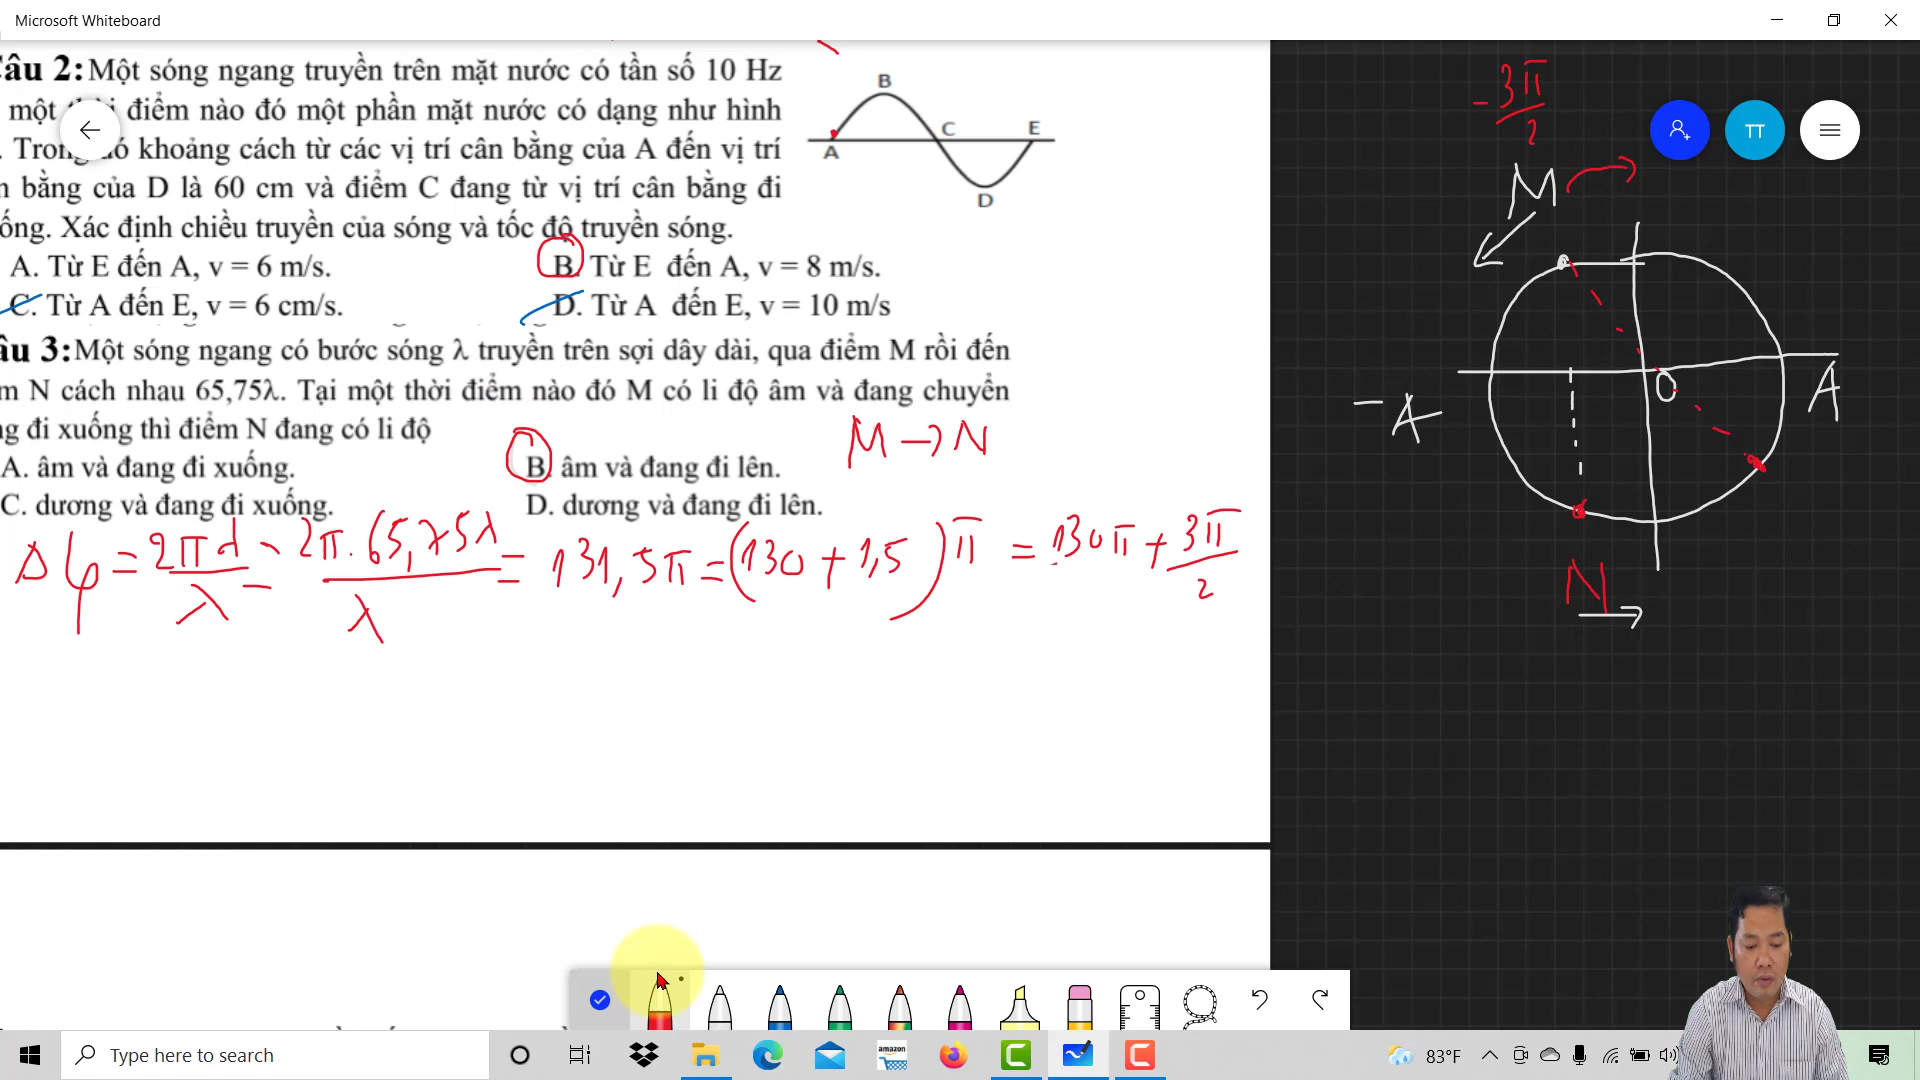 Microsoft Whiteboard
âu 2: Một sóng ngang truyền trên mặt nước có tần số 10 Hz
một điểm nào đó một phần mặt nước có dạng như hình
. Trong đó khoảng cách từ các vị trí cân bằng của A đến vị trí
n bằng của D là 60 cm và điểm C đang từ vị trí cân bằng đi
ống. Xác định chiều truyền của sóng và tốc độ truyền sóng.
A. Từ E đến A, v = 6 m/s.
B. Từ E đến A, v = 8 m/s.
C. Từ A đến E, v = 6 cm/s.
D. Từ A đến E, v = 10 m/s
A B C D E
âu 3: Một sóng ngang có bước sóng λ truyền trên sợi dây dài, qua điểm M rồi đến
m N cách nhau 65,75λ. Tại một thời điểm nào đó M có li độ âm và đang chuyển
g đi xuống thì điểm N đang có li độ
A. âm và đang đi xuống.
B. âm và đang đi lên.
C. dương và đang đi xuống.
D. dương và đang đi lên.
M → N
Δφ = 2πd/λ = 2π.65,75λ/λ = 131,5π = (130 + 1,5)π = 130π + 3π/2
-3π/2
M
O
A
-A
N
TT
Type here to search
amazon
83°F